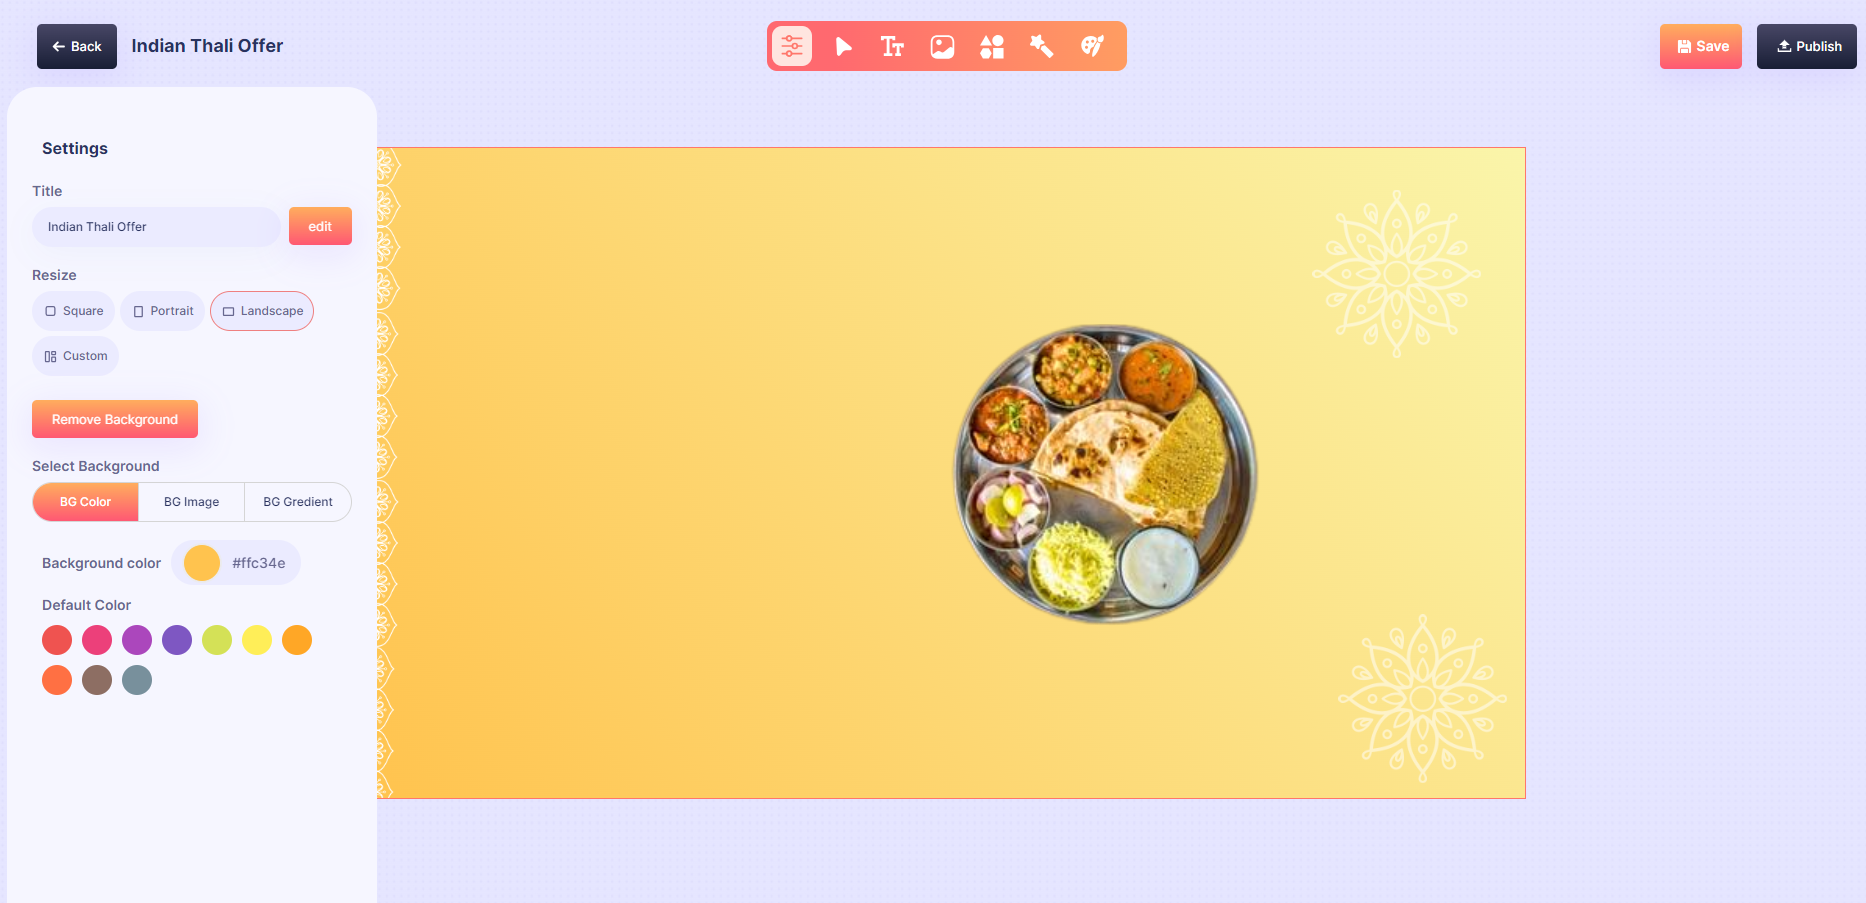 Back
Indian Thali Offer
Save
Publish
Settings
Title
Indian Thali Offer
edit
Resize
Square
Portrait
Landscape
Custom
Remove Background
Select Background
BG Color
BG Image
BG Gredient
Background color
#ffc34e
Default Color